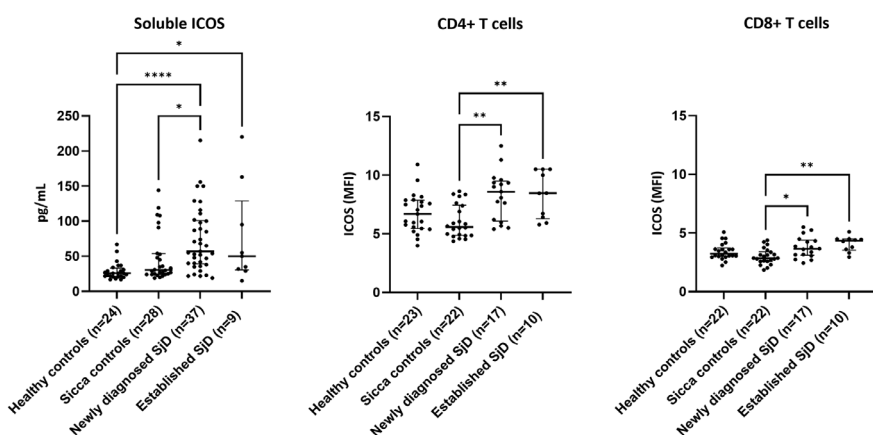 Soluble ICOS
*
****
*
250
200
150
100
50
0
pg/mL
Healthy controls (n=24)
Sicca controls (n=28)
Newly diagnosed SjD (n=37)
Established SjD (n=9)
CD4+ T cells
**
**
15
10
5
0
ICOS (MFI)
Healthy controls (n=23)
Sicca controls (n=22)
Newly diagnosed SjD (n=17)
Established SjD (n=10)
CD8+ T cells
**
*
15
10
5
0
ICOS (MFI)
Healthy controls (n=22)
Sicca controls (n=22)
Newly diagnosed SjD (n=17)
Established SjD (n=10)